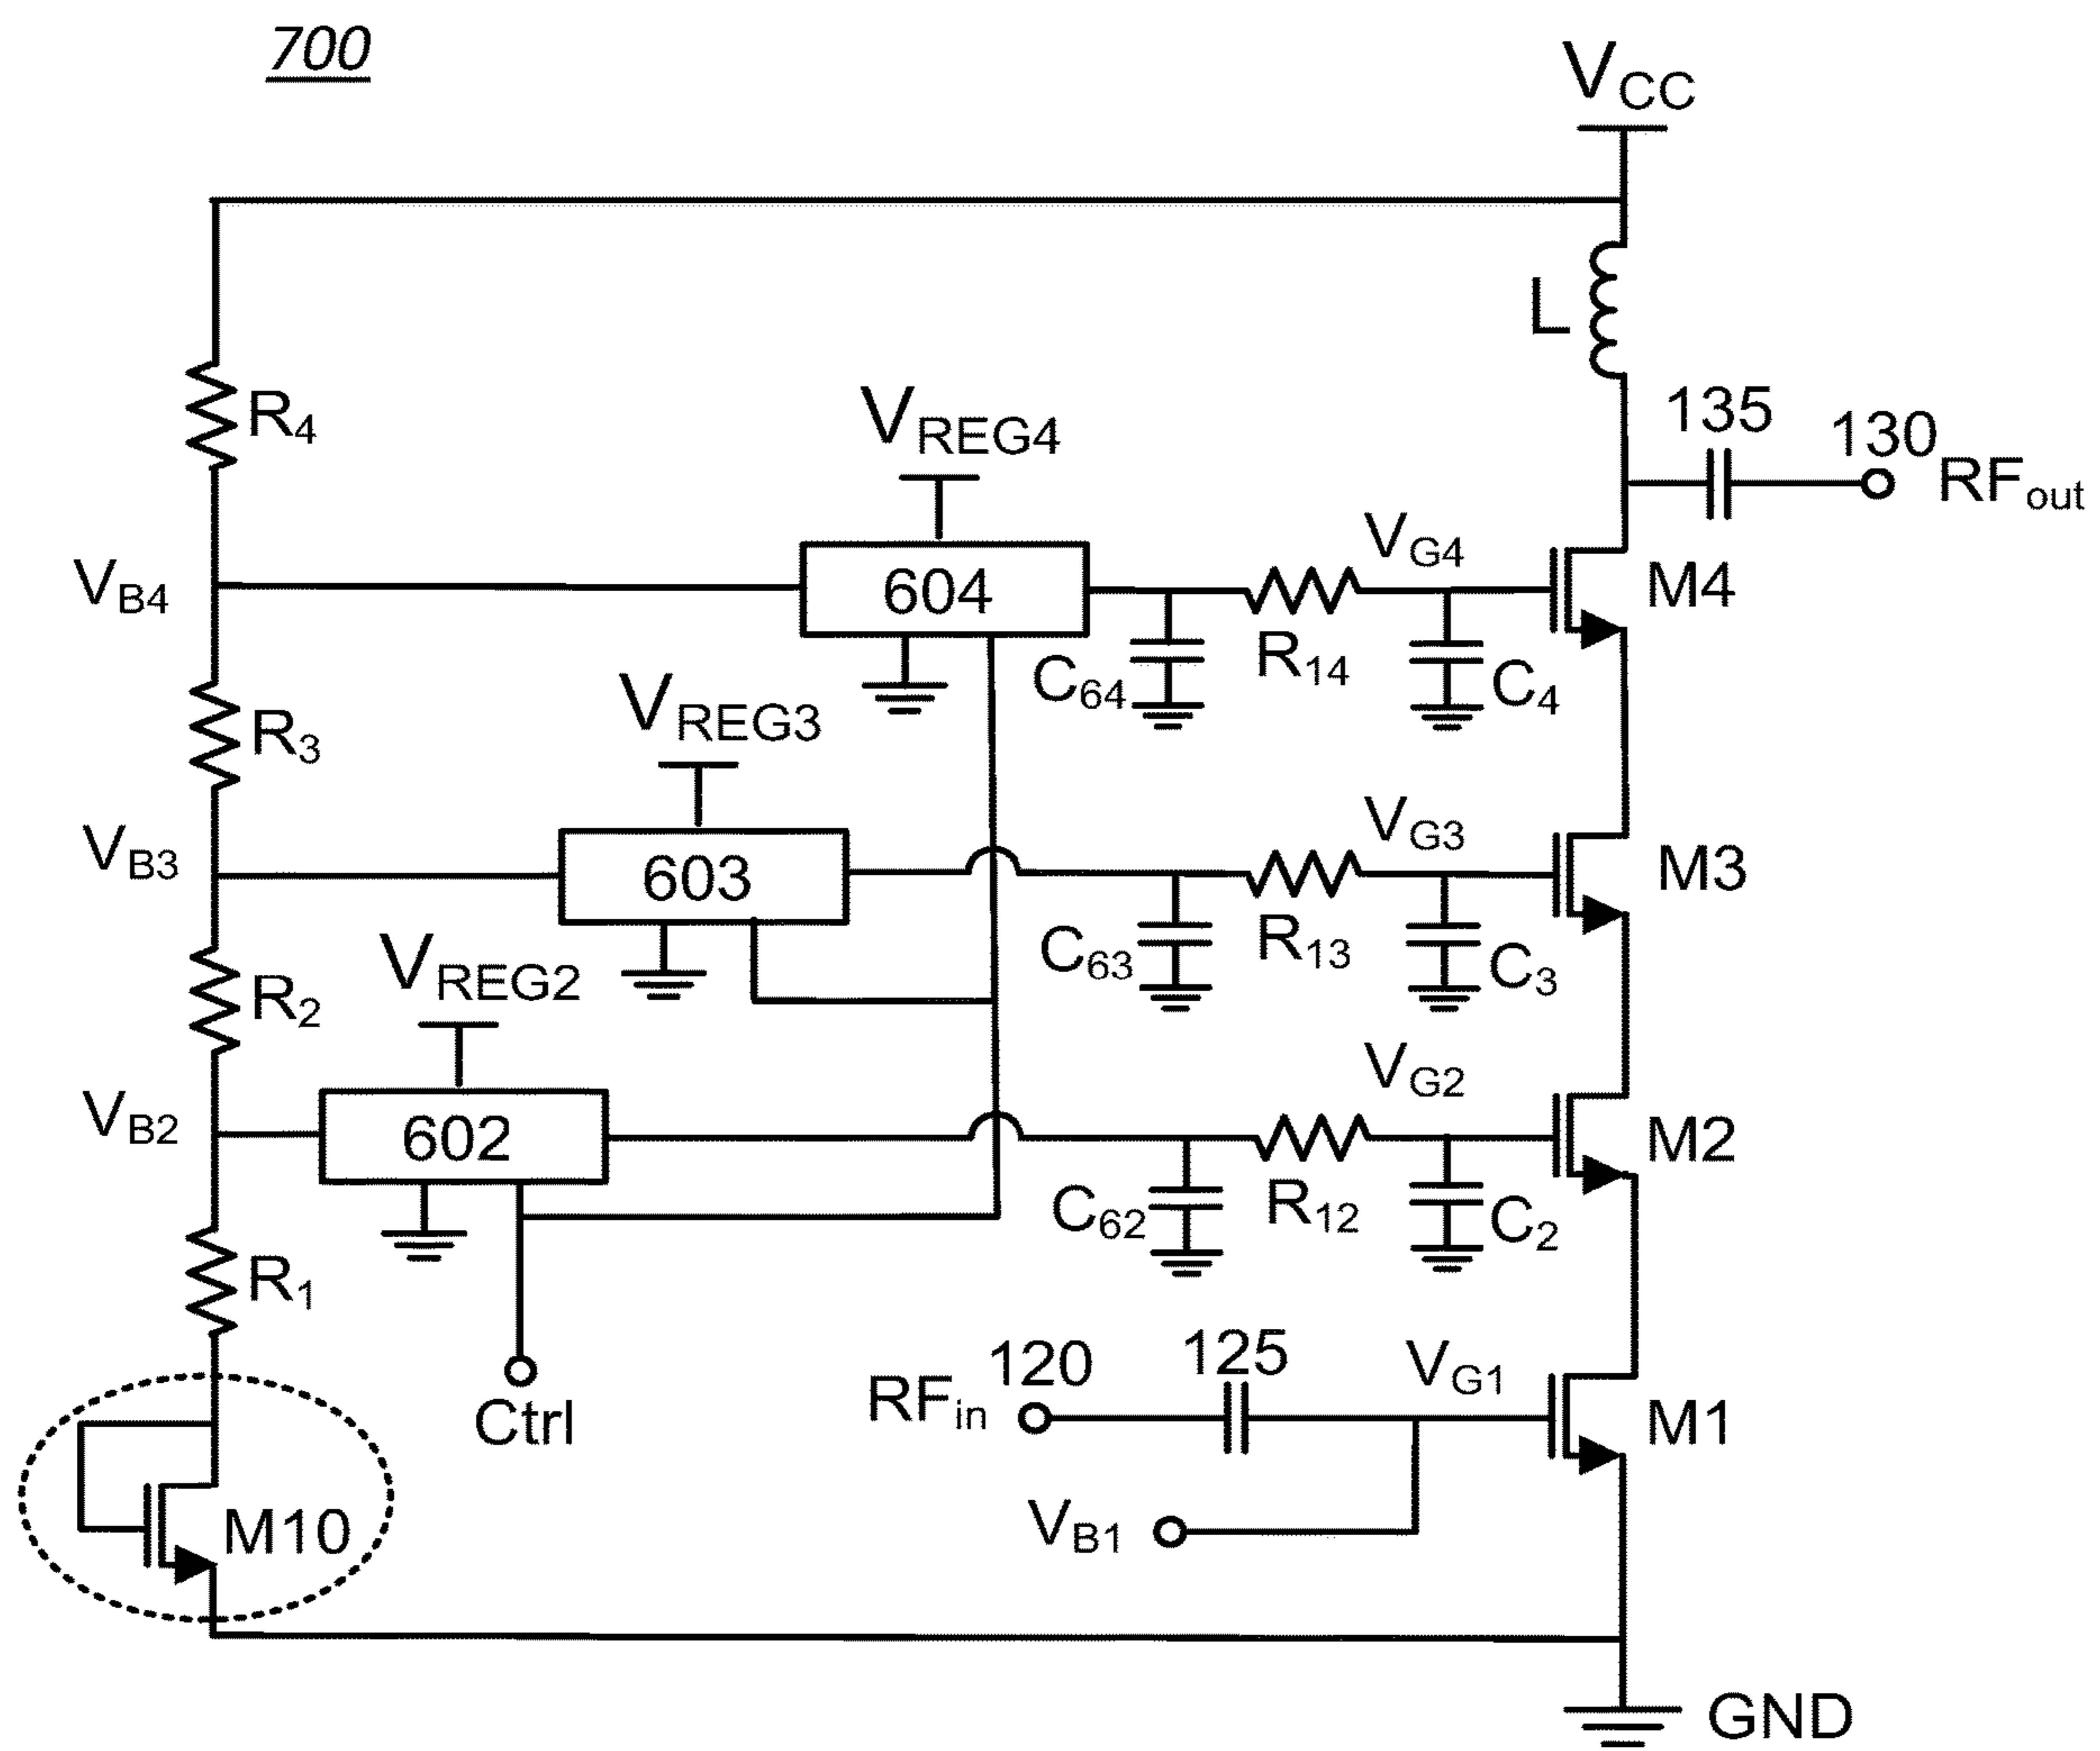 700
VCC
L
R4
135
130
RFout
VREG4
VG4
VB4
604
M4
C64
R14
C4
VREG3
R3
VG3
VB3
603
M3
C63
R13
C3
VREG2
R2
VG2
VB2
602
M2
C62
R12
C2
R1
RFin
120
125
VG1
M1
Ctrl
VB1
M10
GND